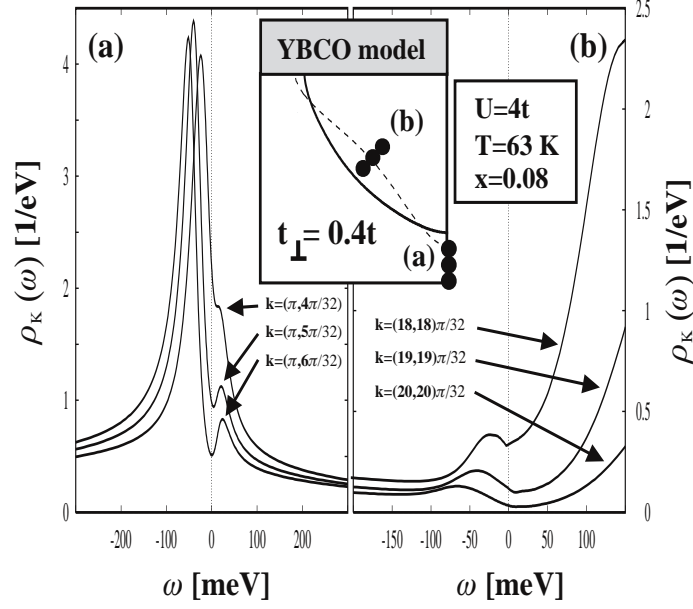 (a)
YBCO model
(b)
U=4t
T=63 K
x=0.08
(b)
t⊥= 0.4t
(a)
k=(π,4π/32)
k=(π,5π/32)
k=(π,6π/32)
k=(18,18)π/32
k=(19,19)π/32
k=(20,20)π/32
ρK (ω) [1/eV]
4
3
2
1
0
-200 -100 0 100 200
ω [meV]
ρK (ω) [1/eV]
2.5
2
1.5
1
0.5
0
-150 -100 -50 0 50 100
ω [meV]